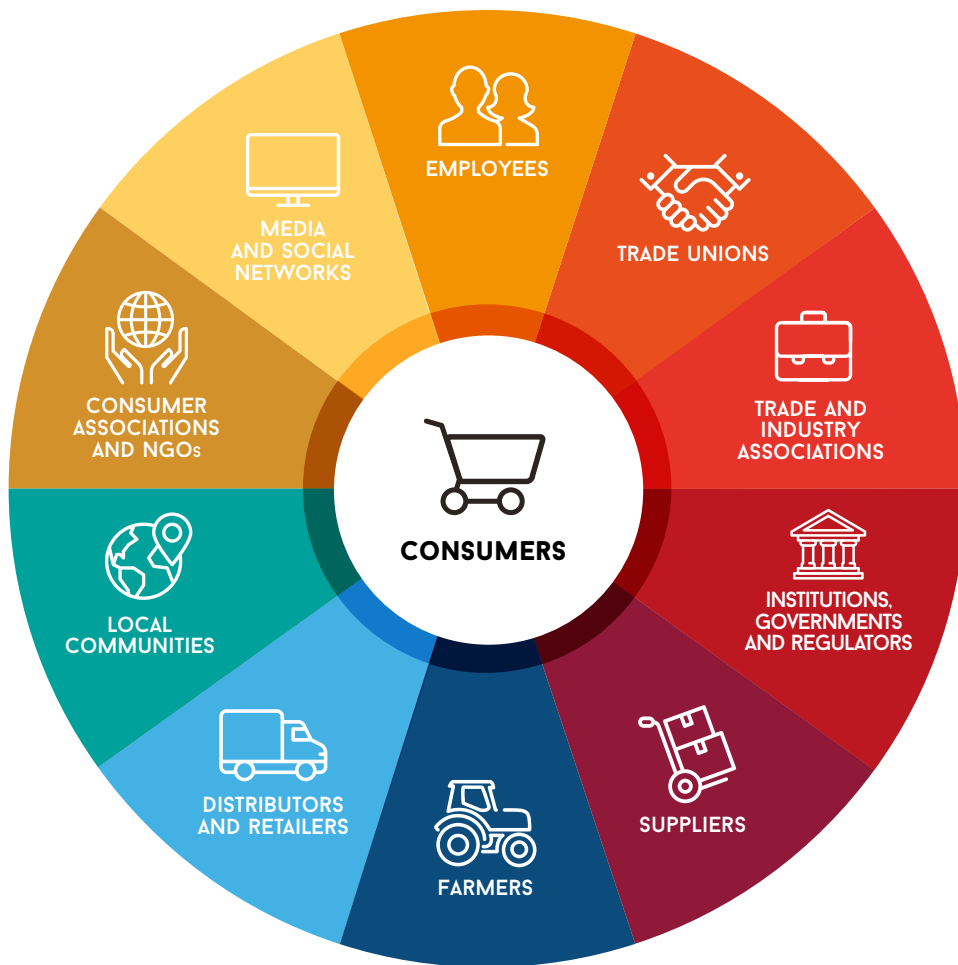 EMPLOYEES
TRADE UNIONS
TRADE AND
INDUSTRY
ASSOCIATIONS
INSTITUTIONS,
GOVERNMENTS
AND REGULATORS
SUPPLIERS
FARMERS
DISTRIBUTORS
AND RETAILERS
LOCAL
COMMUNITIES
CONSUMER
ASSOCIATIONS
AND NGOs
MEDIA
AND SOCIAL
NETWORKS
CONSUMERS